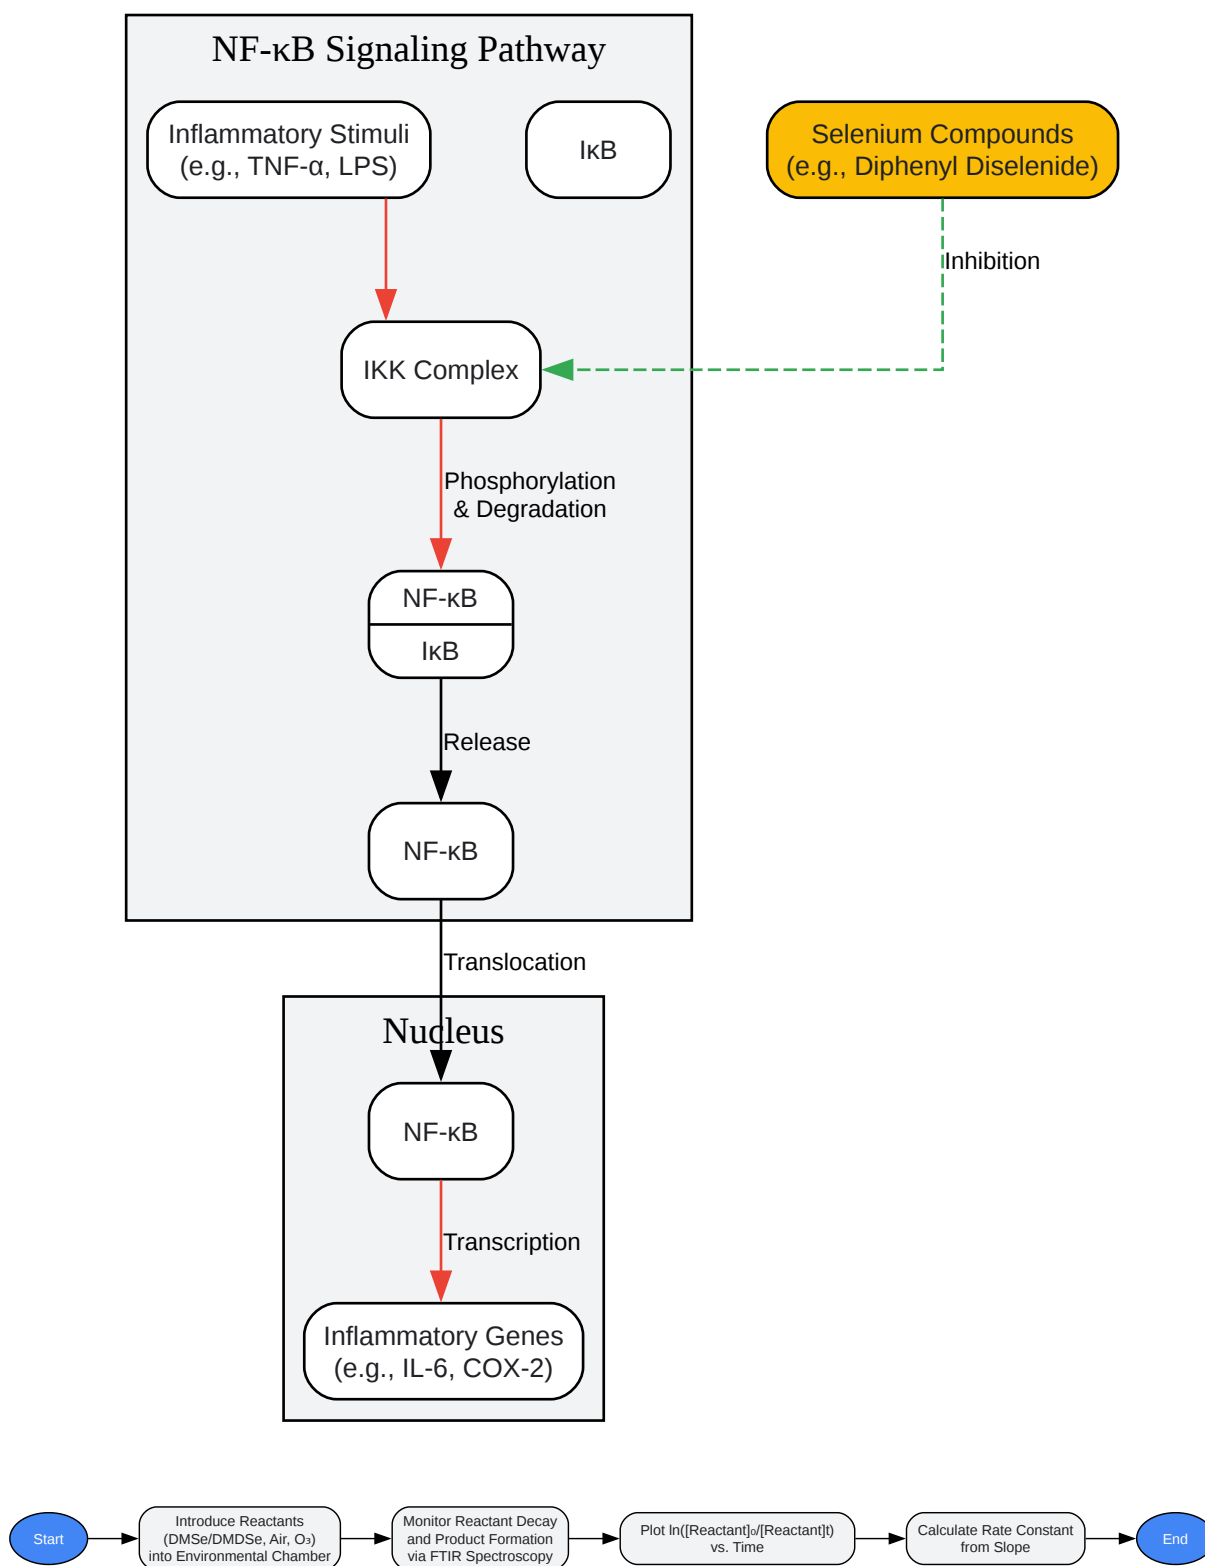 NF-κB Signaling Pathway
Inflammatory Stimuli
(e.g., TNF-α, LPS)
IκB
Selenium Compounds
(e.g., Diphenyl Diselenide)
Inhibition
IKK Complex
Phosphorylation
& Degradation
NF-κB
IκB
Release
NF-κB
Translocation
Nucleus
NF-κB
Transcription
Inflammatory Genes
(e.g., IL-6, COX-2)
Start
Introduce Reactants
(DMSe/DMDSe, Air, O₃)
into Environmental Chamber
Monitor Reactant Decay
and Product Formation
via FTIR Spectroscopy
Plot ln([Reactant]₀/[Reactant]t)
vs. Time
Calculate Rate Constant
from Slope
End